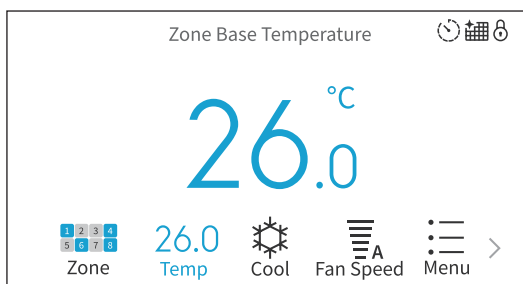 Zone Base Temperature
26.0 °C
1 2 3 4
5 6 7 8
26.0
A
Zone Temp Cool Fan Speed Menu